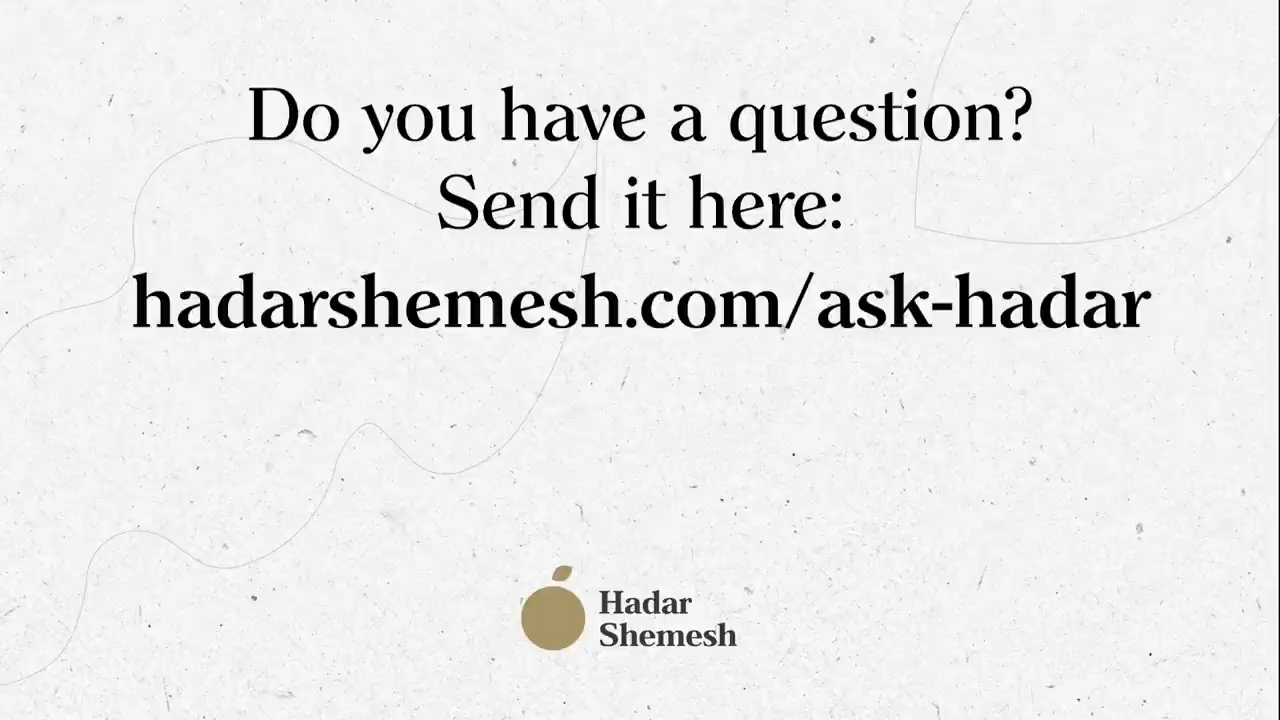 Do you have a question?
Send it here:
hadarshemesh.com/ask-hadar
Hadar
Shemesh